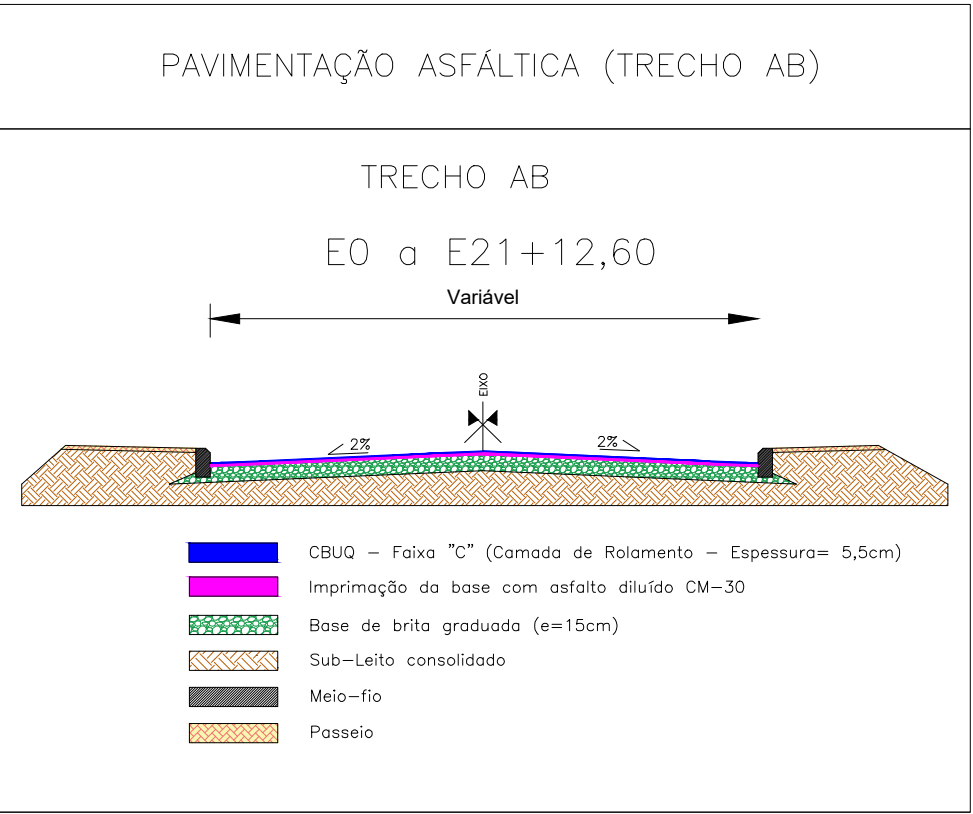 PAVIMENTAÇÃO ASFÁLTICA (TRECHO AB)
TRECHO AB
E0 a E21+12,60
Variável
EIXO
2%
2%
CBUQ – Faixa "C" (Camada de Rolamento – Espessura= 5,5cm)
Imprimação da base com asfalto diluído CM–30
Base de brita graduada (e=15cm)
Sub–Leito consolidado
Meio–fio
Passeio